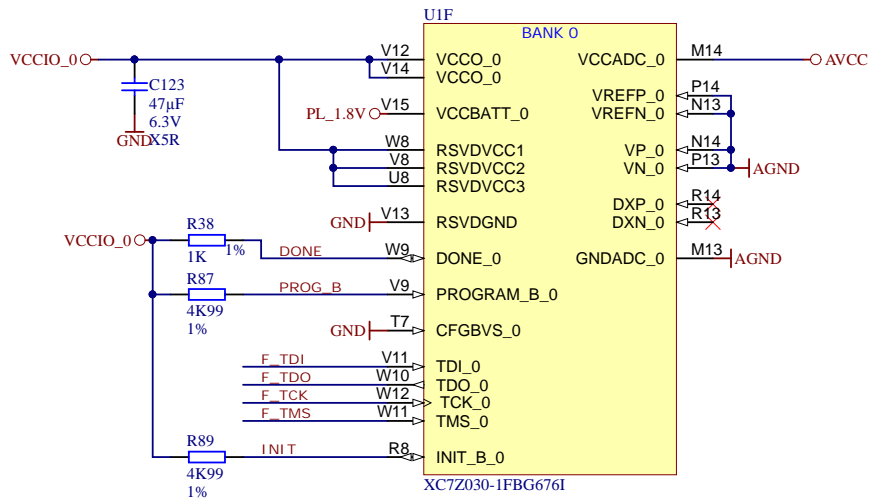 U1F
BANK 0
VCCIO_0
V12
VCCO_0
V14
VCCO_0
VCCADC_0
M14
AVCC
C123
47µF
6.3V
X5R
GND
PL_1.8V
V15
VCCBATT_0
VREFP_0
P14
VREFN_0
N13
W8
RSVDVCC1
V8
RSVDVCC2
U8
RSVDVCC3
VP_0
N14
VN_0
P13
AGND
GND
V13
RSVDGND
DXP_0
R14
DXN_0
R13
VCCIO_0
R38
1K
1%
DONE
W9
DONE_0
GNDADC_0
M13
AGND
R87
4K99
1%
PROG_B
V9
PROGRAM_B_0
GND
T7
CFGBVS_0
F_TDI
V11
TDI_0
F_TDO
W10
TDO_0
F_TCK
W12
TCK_0
F_TMS
W11
TMS_0
R89
4K99
1%
INIT
R8
INIT_B_0
XC7Z030-1FBG676I